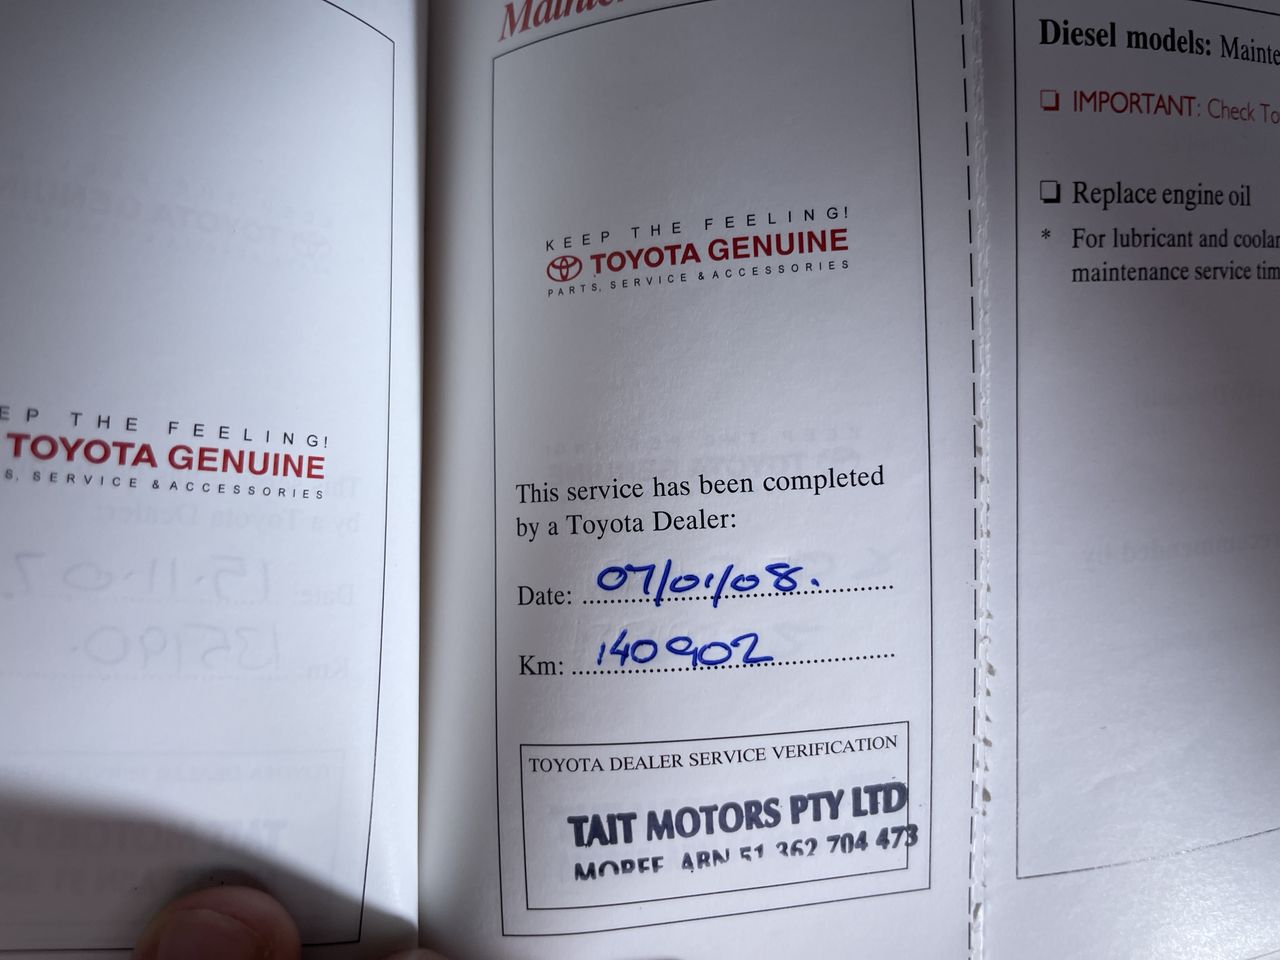 EP THE FEELING!
TOYOTA GENUINE
S, SERVICE & ACCESSORIES
KEEP THE FEELING!
TOYOTA GENUINE
PARTS, SERVICE & ACCESSORIES
This service has been completed
by a Toyota Dealer:
Date: 07/01/08.
Km: 140902
TOYOTA DEALER SERVICE VERIFICATION
TAIT MOTORS PTY LTD
MOREE ABN 51 362 704 473
Diesel models: Mainte
❏ IMPORTANT: Check To
❏ Replace engine oil
* For lubricant and coolan
maintenance service tim